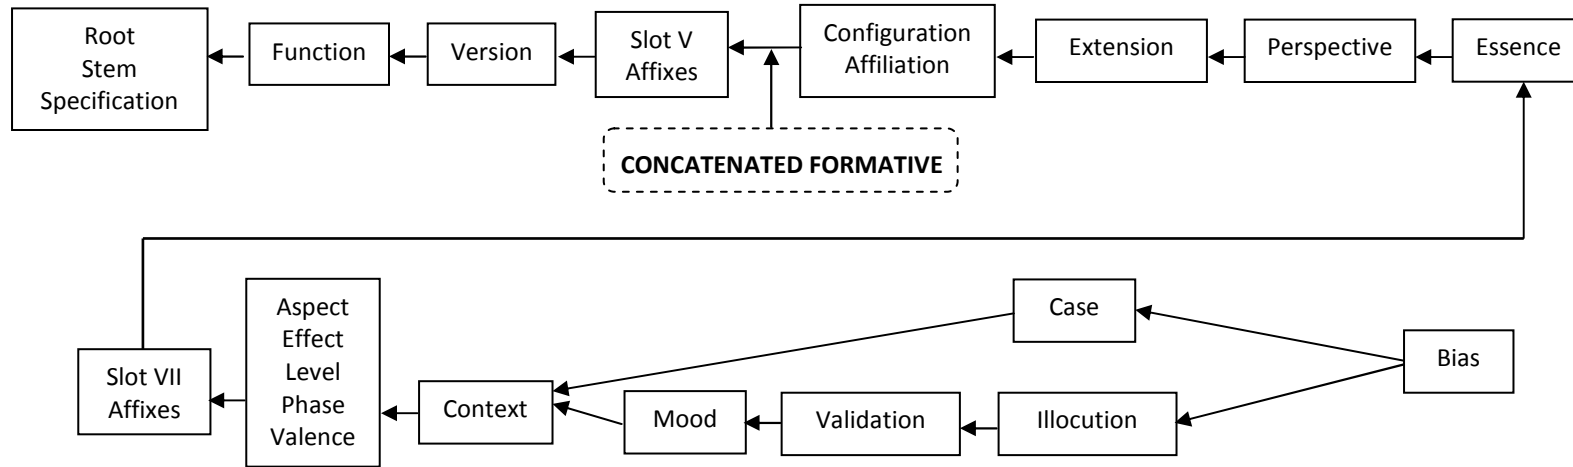 Root
Stem
Specification
Function
Version
Slot V
Affixes
Configuration
Affiliation
Extension
Perspective
Essence
CONCATENATED FORMATIVE
Slot VII
Affixes
Aspect
Effect
Level
Phase
Valence
Context
Case
Mood
Validation
Illocution
Bias